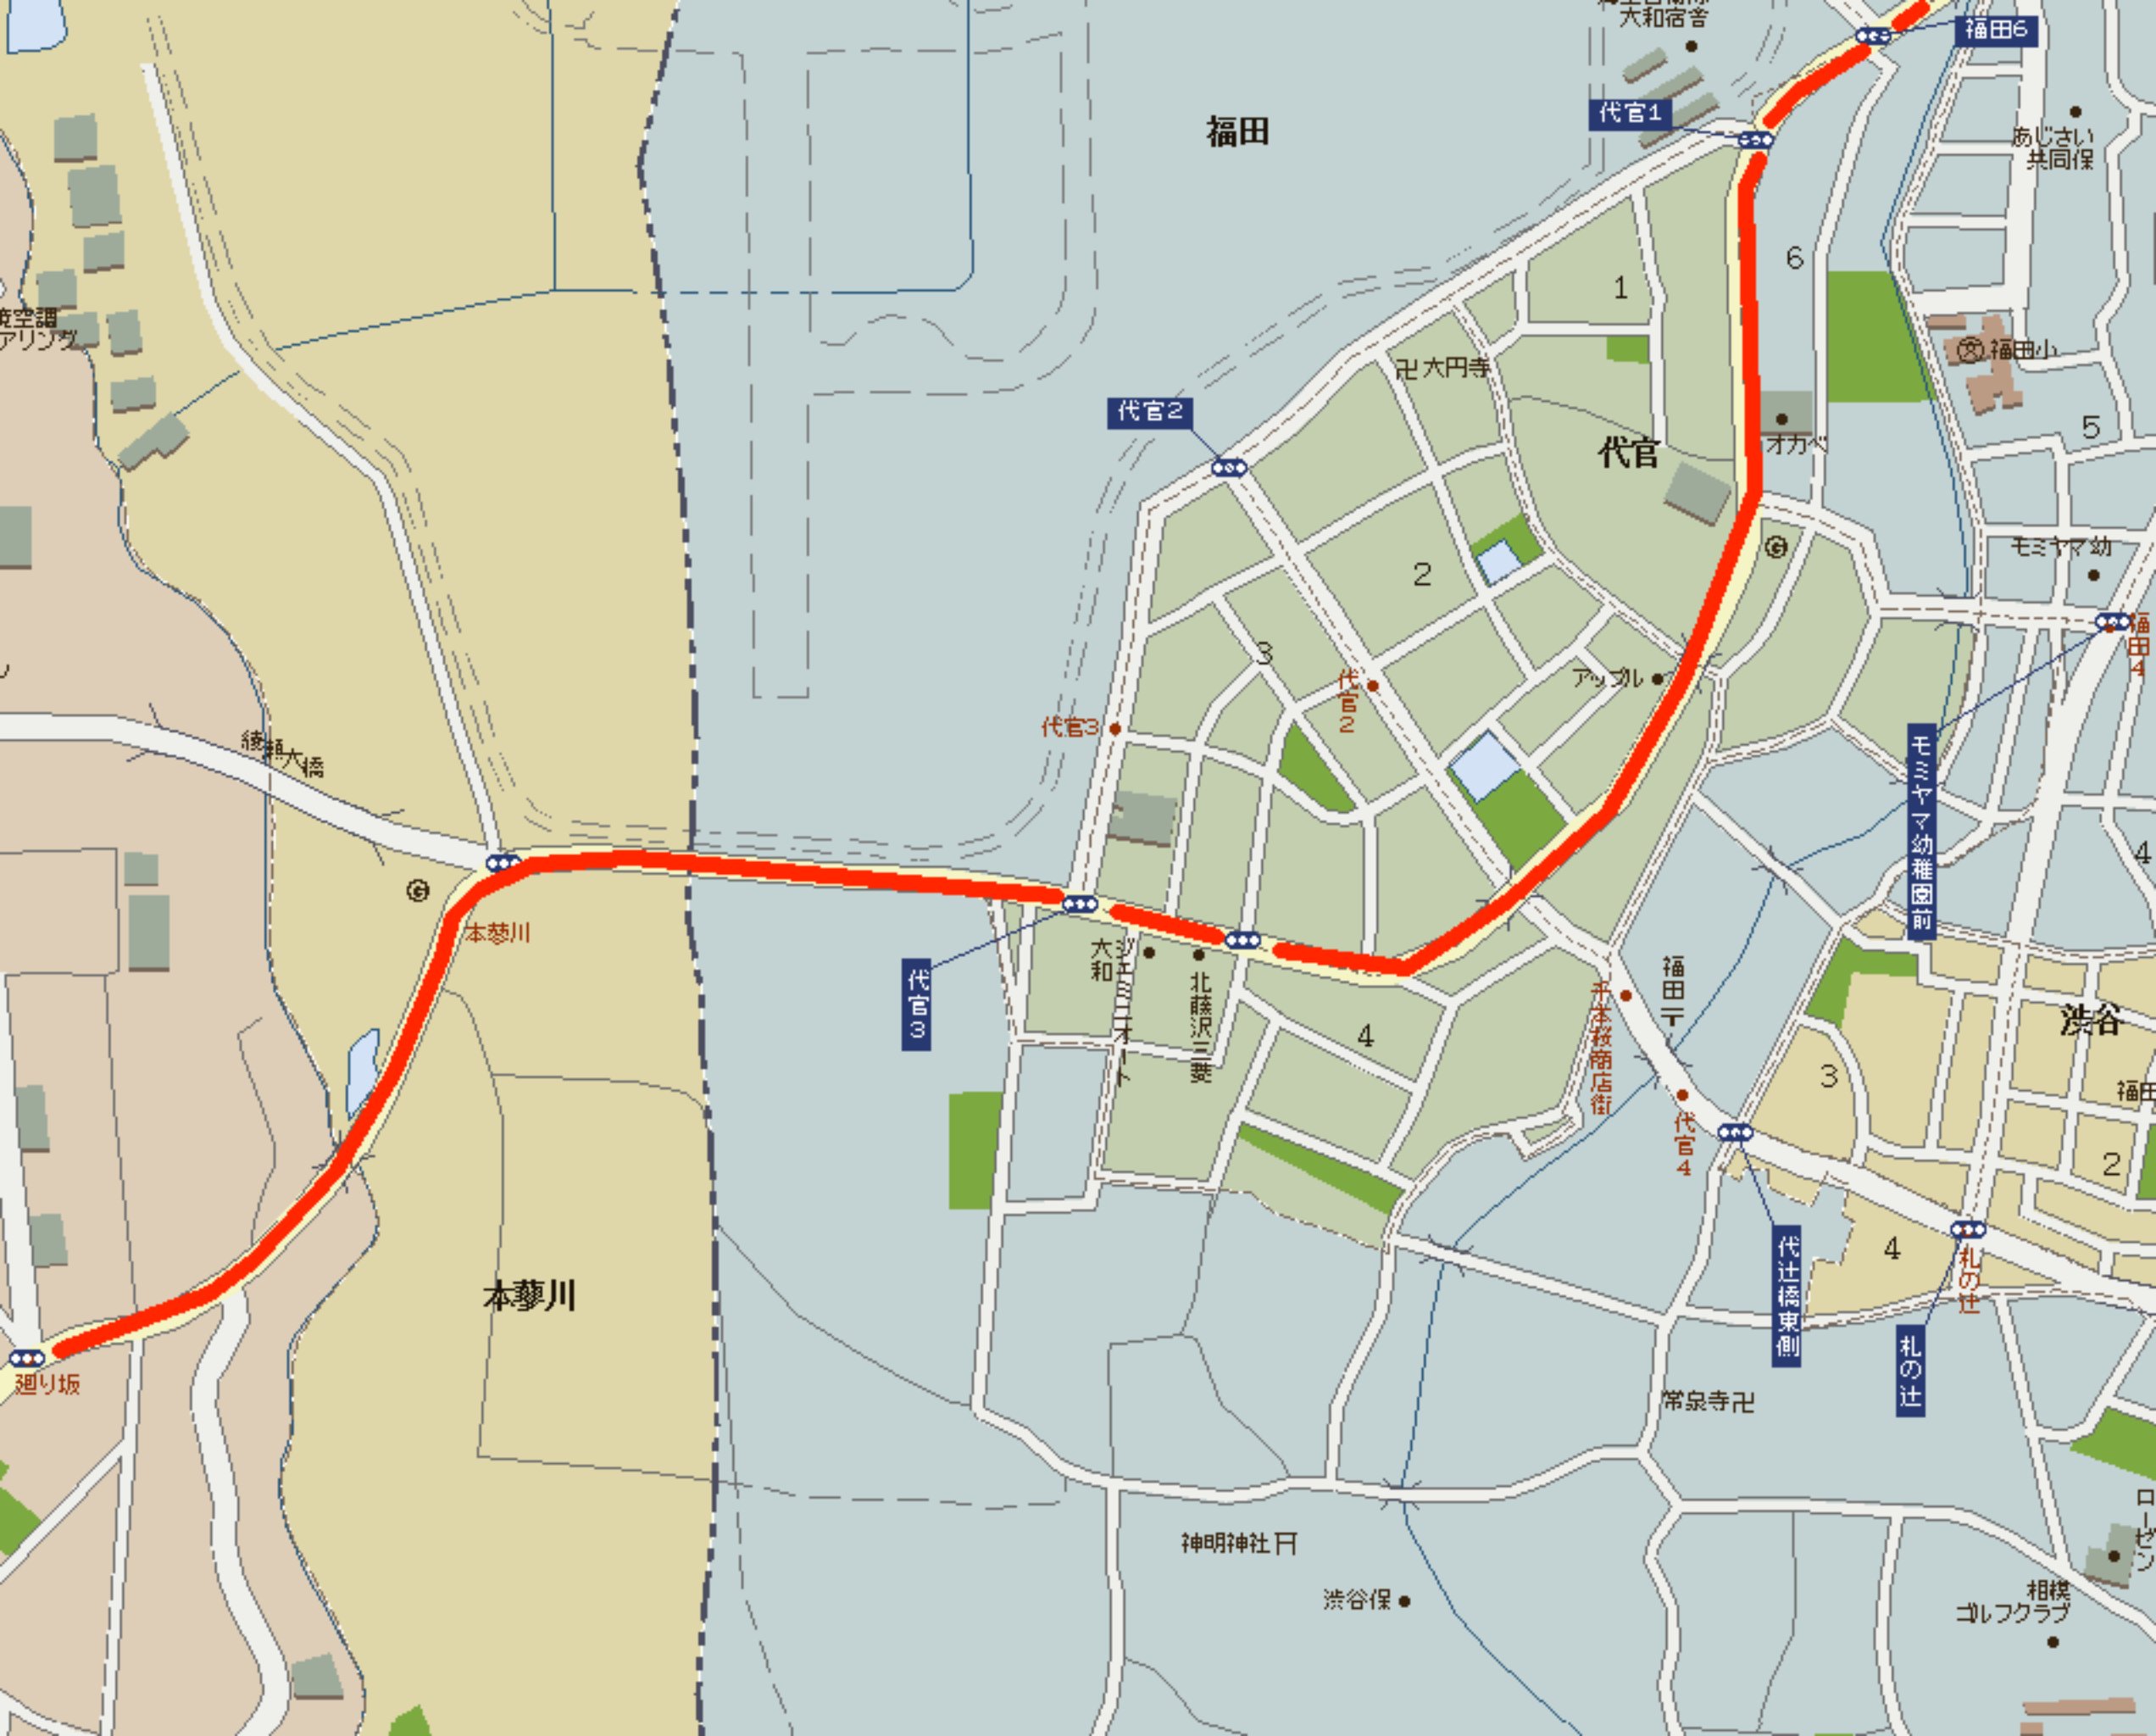 大和宿舎
福田6
代官1
福田
あじさい
共同保
6
1
卍大円寺
福田小
代官2
5
代官
オカベ
アリング
2
モミヤマ幼
福田4
3
アップル
代官2
代官3
綾瀬大橋
モミヤマ幼稚園前
4
本蓼川
大和
ジェミニオート
北藤沢三菱
代官3
福田〒
千本桜商店街
4
渋谷
3
代官4
福田
2
本蓼川
4
代辻橋東側
札の辻
札の辻
廻り坂
常泉寺卍
神明神社
渋谷保
相模
ゴルフクラブ